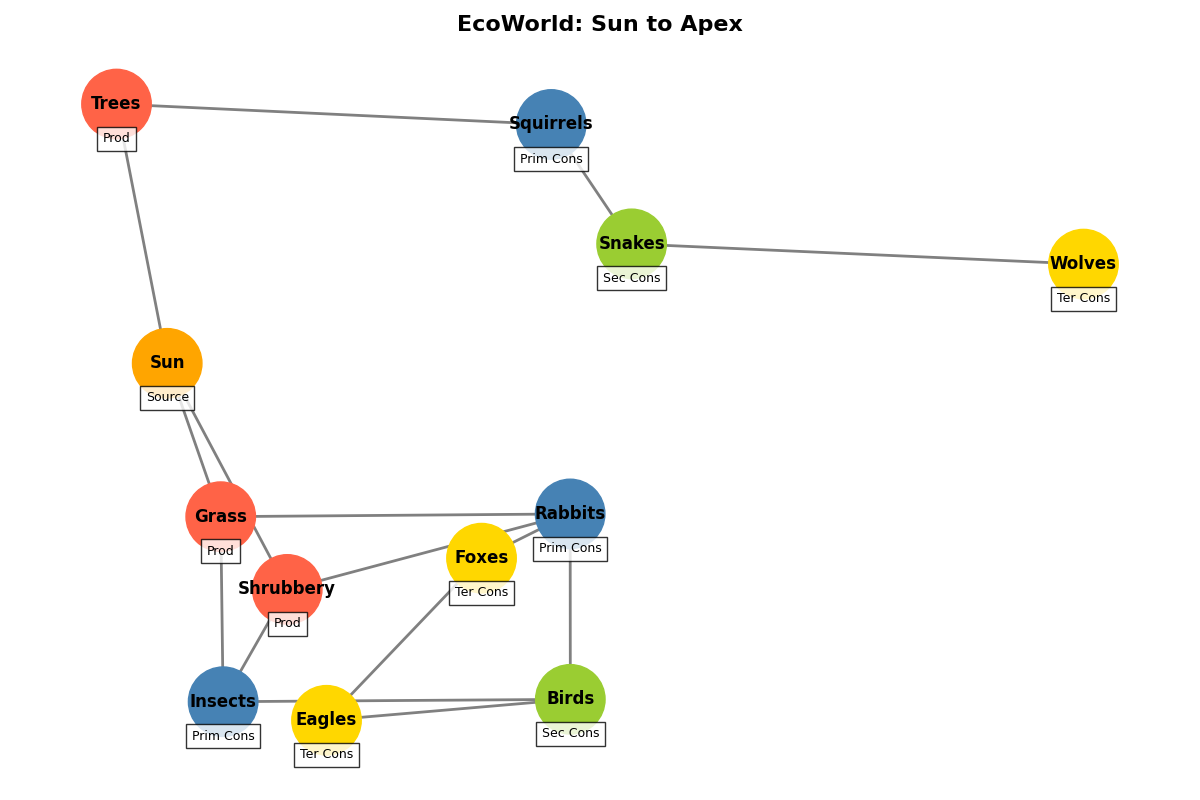 EcoWorld: Sun to Apex
Trees
Prod
Squirrels
Prim Cons
Snakes
Sec Cons
Wolves
Ter Cons
Sun
Source
Grass
Prod
Rabbits
Prim Cons
Foxes
Ter Cons
Shrubbery
Prod
Insects
Prim Cons
Eagles
Ter Cons
Birds
Sec Cons